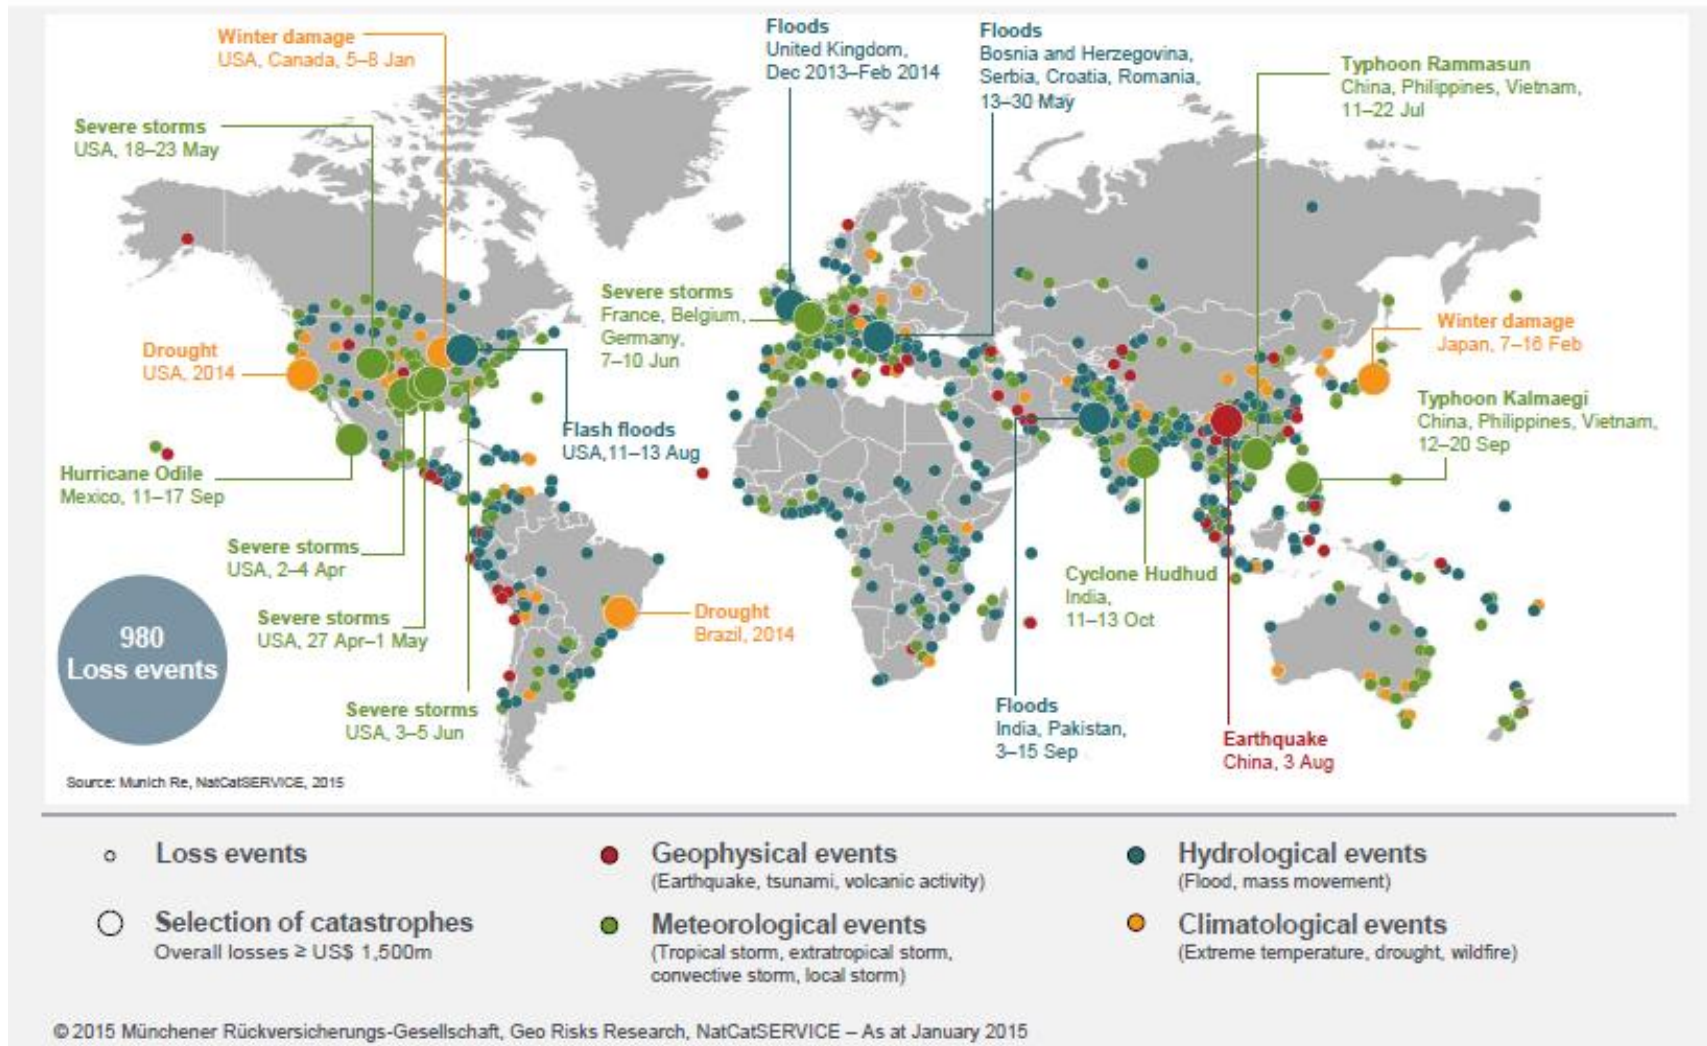 Winter damage
USA, Canada, 5–8 Jan
Floods
United Kingdom,
Dec 2013–Feb 2014
Floods
Bosnia and Herzegovina,
Serbia, Croatia, Romania,
13–30 May
Typhoon Rammasun
China, Philippines, Vietnam,
11–22 Jul
Severe storms
USA, 18–23 May
Severe storms
France, Belgium,
Germany,
7–10 Jun
Winter damage
Japan, 7–16 Feb
Drought
USA, 2014
Typhoon Kalmaegi
China, Philippines, Vietnam,
12–20 Sep
Flash floods
USA,11–13 Aug
Hurricane Odile
Mexico, 11–17 Sep
Severe storms
USA, 2–4 Apr
Cyclone Hudhud
India,
11–13 Oct
Severe storms
USA, 27 Apr–1 May
Drought
Brazil, 2014
980
Loss events
Severe storms
USA, 3–5 Jun
Floods
India, Pakistan,
3–15 Sep
Earthquake
China, 3 Aug
Source: Munich Re, NatCatSERVICE, 2015
Loss events
Selection of catastrophes
Overall losses ≥ US$ 1,500m
Geophysical events
(Earthquake, tsunami, volcanic activity)
Meteorological events
(Tropical storm, extratropical storm,
convective storm, local storm)
Hydrological events
(Flood, mass movement)
Climatological events
(Extreme temperature, drought, wildfire)
© 2015 Münchener Rückversicherungs-Gesellschaft, Geo Risks Research, NatCatSERVICE – As at January 2015